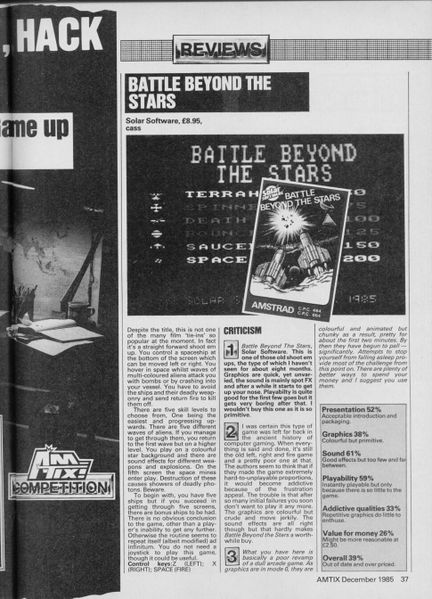 , HACK
ame up
AMTIX!
COMPETITION
REVIEWS
BATTLE BEYOND THE
STARS
Solar Software, £8.95,
cass
BATTLE BEYOND
THE STARS
TERRAH
SPINNE
DEATH
100
BOUNC
125
SAUCE
150
SPACE
200
SOLAR
1985
solar
BATTLE
BEYOND THE STARS
AMSTRAD
CPC 464
CPC 664
Despite the title, this is not one
of the many film 'tie-ins' so
popular at the moment. In fact
it's a straight forward shoot em
up. You control a spaceship at
the bottom of the screen which
can be moved left or right. You
hover in space whilst waves of
multi-coloured aliens attack you
with bombs or by crashing into
your vessel. You have to avoid
the ships and their deadly weap-
onry and send return fire to kill
them off.
There are five skill levels to
choose from, One being the
easiest and progressing up-
wards. There are five different
waves of aliens. If you manage
to get through them, you return
to the first wave but on a higher
level. You play on a colourful
star background and there are
sound effects for different wea-
pons and explosions. On the
fifth screen the space mines
enter play. Destruction of these
causes showers of deadly pho-
tons. Beware.
To begin with, you have five
ships but if you succeed in
getting through five screens,
there are bonus ships to be had.
There is no obvious conclusion
to the game, other than a play-
er's inability to get any further.
Otherwise the routine seems to
repeat itself (albeit modified) ad
infinitum. You do not need a
joystick to play this game,
though it could be useful.
Control keys: Z (LEFT); X
(RIGHT); SPACE (FIRE)
CRITICISM
1 Battle Beyond The Stars,
Solar Software. This is
one of those old shoot em
ups, the type of which I haven't
seen for about eight months.
Graphics are quick, yet unvar-
ied, the sound is mainly spot FX
and after a while it starts to get
up your nose. Playabilty is quite
good for the first few goes but it
gets very boring after that. I
wouldn't buy this one as it is so
primitive.
2 I was certain this type of
game was left far back in
the ancient history of
computer gaming. When every-
thing is said and done, it's still
the old left, right and fire game
and a pretty poor one at that.
The authors seem to think that if
they made the game extremely
hard-to-unplayable proportions,
it would become addictive
because of the frustration
appeal. The trouble is that after
so many initial failures you soon
don't want to play it any more.
The graphics are colourful but
crude and move jerkily. The
sound effects are all right
though but that hardly makes
Battle Beyond the Stars a worth-
while buy.
3 What you have here is
basically a poor revamp
of a dull arcade game. As
things are in mode 0, they are
colourful and animated but
chunky as a result, pretty for
about the first two minutes. By
then they have begun to pall —
significantly. Attempts to stop
yourself from falling asleep pro-
vide most of the challenge from
this point on. There are plenty of
better ways to spend your
money and I suggest you use
them.
Presentation 52%
Acceptable introduction and
packaging.
Graphics 38%
Colourful but primitive.
Sound 61%
Good effects but too few and far
between.
Playability 59%
Instantly playable but only
because there is so little to the
game.
Addictive qualities 33%
Repetitive graphics do little to
enthuse.
Value for money 26%
Might be more reasonable at
£2.50.
Overall 39%
Out of date and over priced.
AMTIX December 1985 37